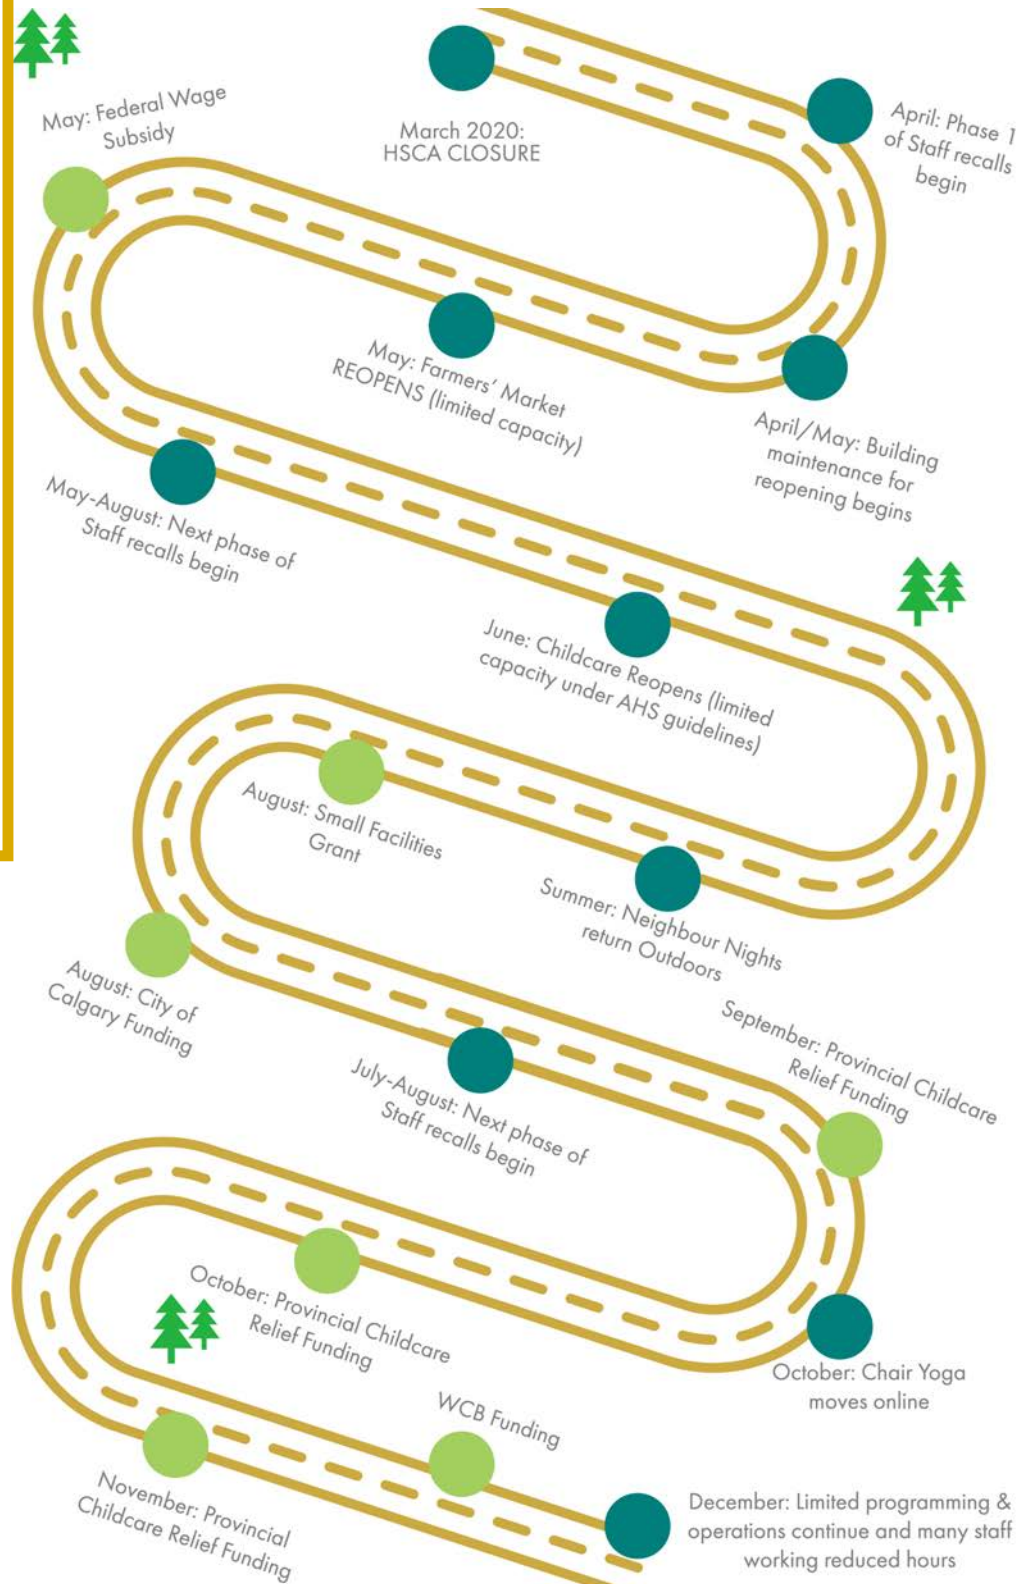 March 2020:
HSCA CLOSURE
April: Phase 1
of Staff recalls
begin
April/May: Building
maintenance for
reopening begins
May: Farmers' Market
REOPENS (limited capacity)
May: Federal Wage
Subsidy
May-August: Next phase of
Staff recalls begin
June: Childcare Reopens (limited
capacity under AHS guidelines)
Summer: Neighbour Nights
return Outdoors
August: Small Facilities
Grant
August: City of
Calgary Funding
July-August: Next phase of
Staff recalls begin
September: Provincial Childcare
Relief Funding
October: Chair Yoga
moves online
October: Provincial Childcare
Relief Funding
November: Provincial
Childcare Relief Funding
WCB Funding
December: Limited programming &
operations continue and many staff
working reduced hours